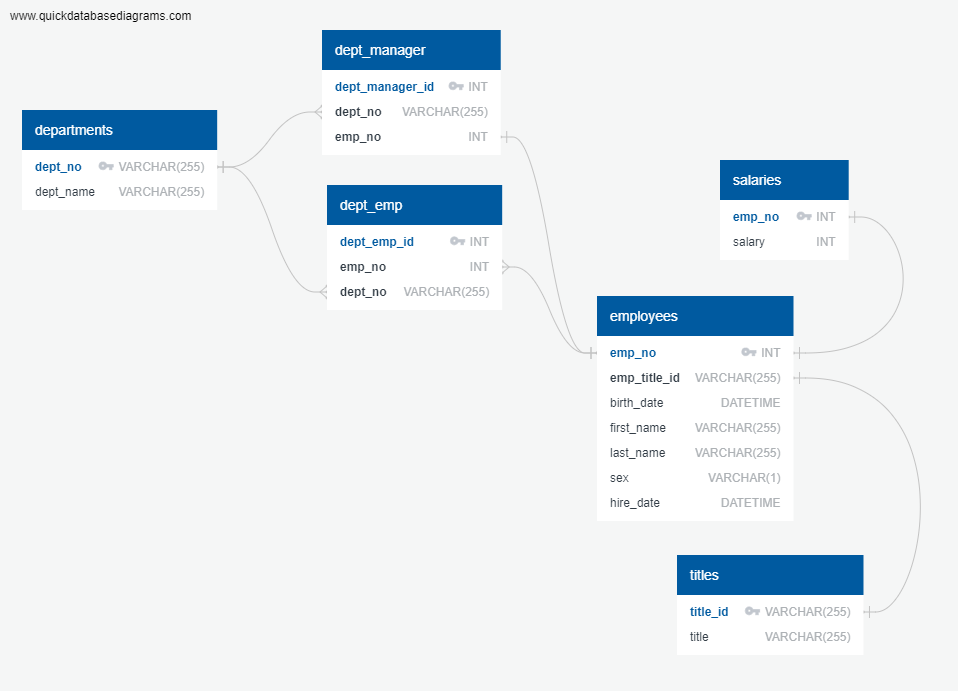 www.quickdatabasediagrams.com
dept_manager
dept_manager_id INT
dept_no VARCHAR(255)
emp_no INT
departments
dept_no VARCHAR(255)
dept_name VARCHAR(255)
dept_emp
dept_emp_id INT
emp_no INT
dept_no VARCHAR(255)
salaries
emp_no INT
salary INT
employees
emp_no INT
emp_title_id VARCHAR(255)
birth_date DATETIME
first_name VARCHAR(255)
last_name VARCHAR(255)
sex VARCHAR(1)
hire_date DATETIME
titles
title_id VARCHAR(255)
title VARCHAR(255)